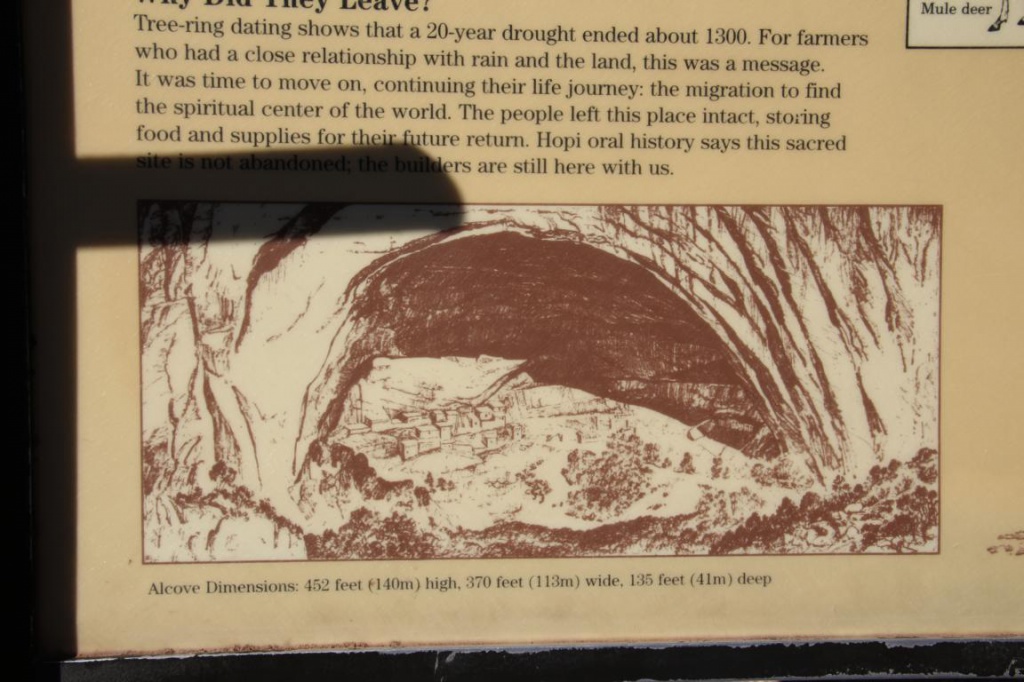 Why Did They Leave?
Mule deer
Tree-ring dating shows that a 20-year drought ended about 1300. For farmers
who had a close relationship with rain and the land, this was a message.
It was time to move on, continuing their life journey: the migration to find
the spiritual center of the world. The people left this place intact, storing
food and supplies for their future return. Hopi oral history says this sacred
site is not abandoned; the builders are still here with us.
Alcove Dimensions: 452 feet (140m) high, 370 feet (113m) wide, 135 feet (41m) deep